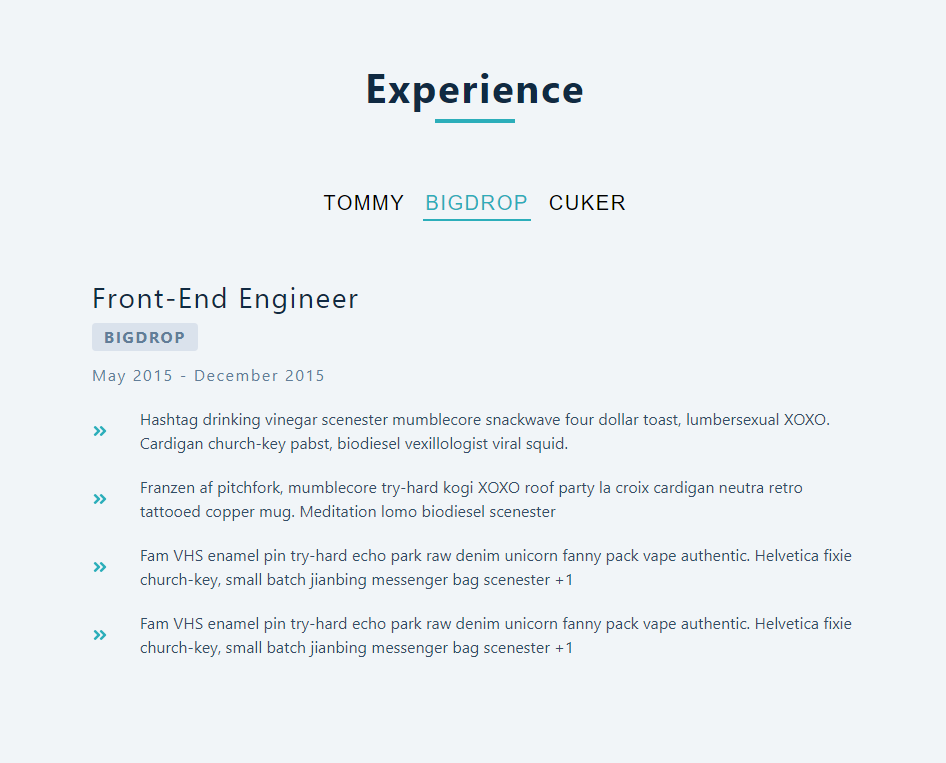 Experience
TOMMY BIGDROP CUKER
Front-End Engineer
BIGDROP
May 2015 - December 2015
Hashtag drinking vinegar scenester mumblecore snackwave four dollar toast, lumbersexual XOXO.
Cardigan church-key pabst, biodiesel vexillologist viral squid.
Franzen af pitchfork, mumblecore try-hard kogi XOXO roof party la croix cardigan neutra retro
tattooed copper mug. Meditation lomo biodiesel scenester
Fam VHS enamel pin try-hard echo park raw denim unicorn fanny pack vape authentic. Helvetica fixie
church-key, small batch jianbing messenger bag scenester +1
Fam VHS enamel pin try-hard echo park raw denim unicorn fanny pack vape authentic. Helvetica fixie
church-key, small batch jianbing messenger bag scenester +1